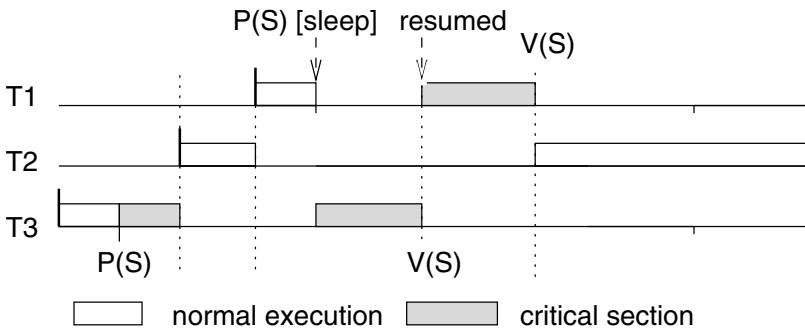 P(S) [sleep] resumed
V(S)
T1
T2
T3
P(S) V(S)
normal execution critical section